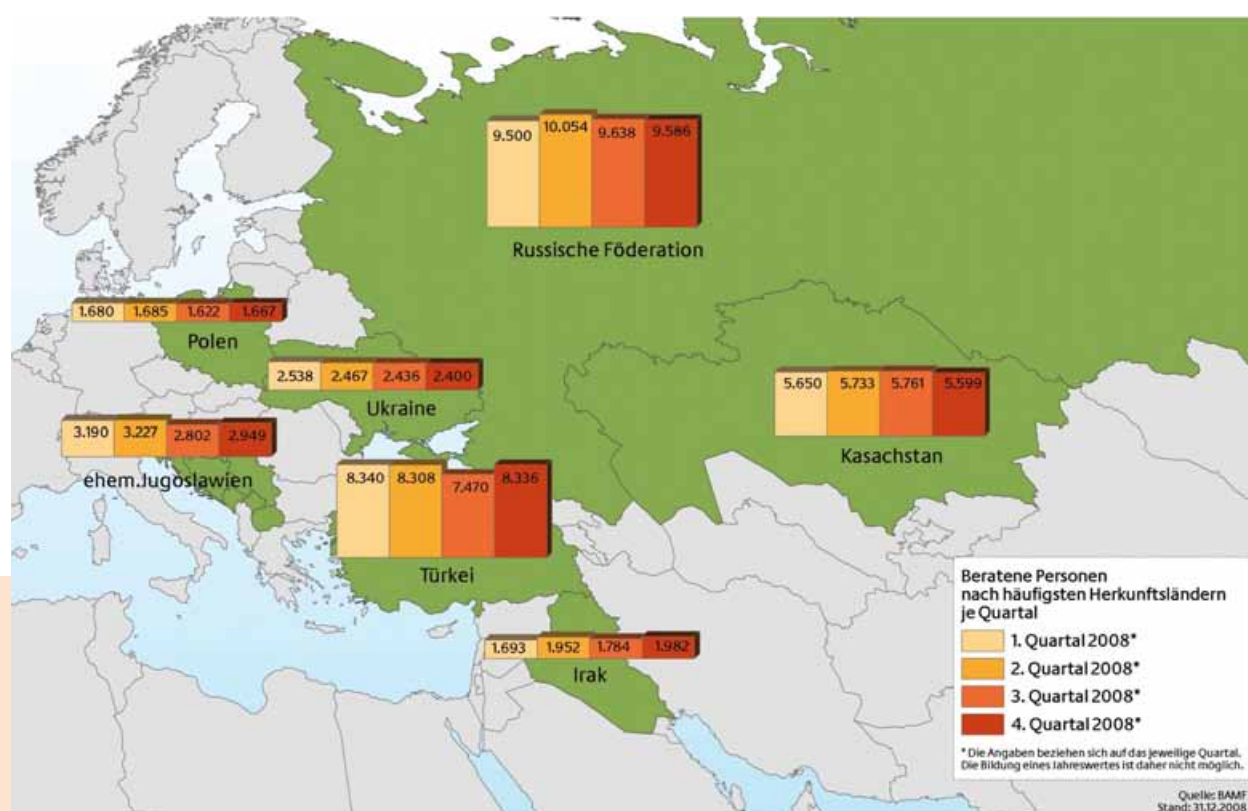 9.500 10.054 9.638 9.586
Russische Föderation
1.680 1.685 1.622 1.667
Polen
2.538 2.467 2.436 2.400
Ukraine
5.650 5.733 5.761 5.599
Kasachstan
3.190 3.227 2.802 2.949
ehem.Jugoslawien
8.340 8.308 7.470 8.336
Türkei
1.693 1.952 1.784 1.982
Irak
Beratene Personen
nach häufigsten Herkunftsländern
je Quartal
1. Quartal 2008*
2. Quartal 2008*
3. Quartal 2008*
4. Quartal 2008*
* Die Angaben beziehen sich auf das jeweilige Quartal.
Die Bildung eines Jahreswertes ist daher nicht möglich.
Quelle: BAMF
Stand: 31.12.2008